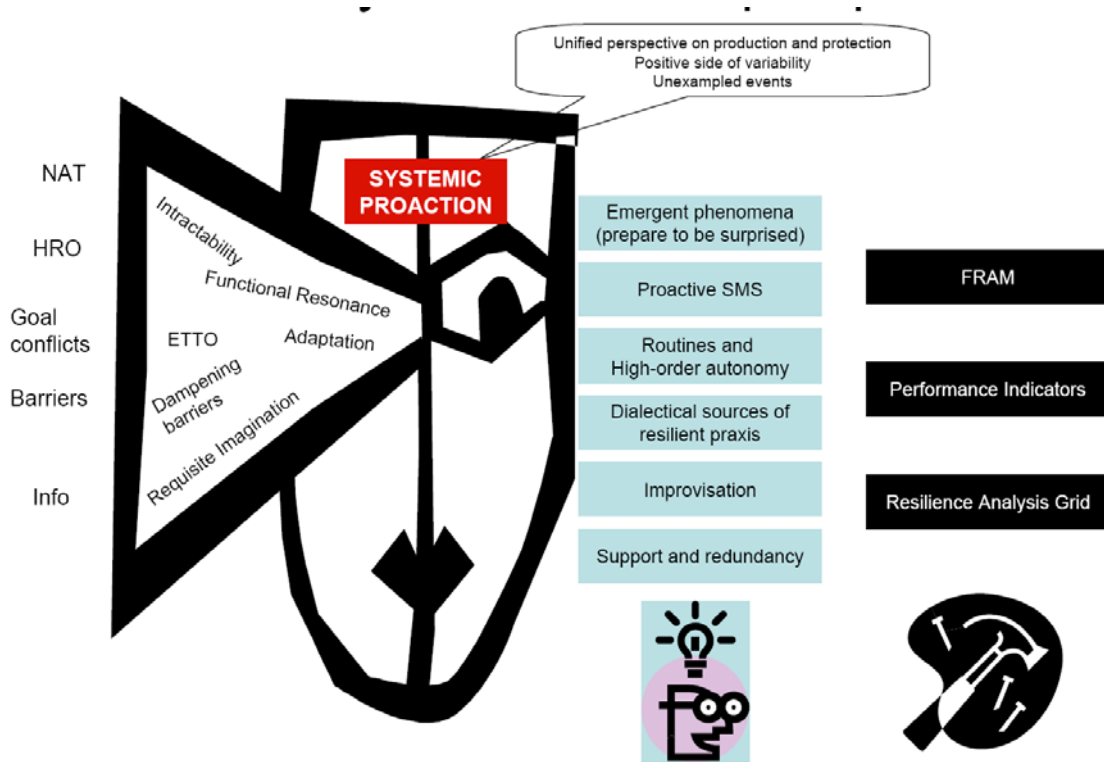 Unified perspective on production and protection
Positive side of variability
Unexampled events
NAT
HRO
Goal
conflicts
Barriers
Info
Intractability
Functional Resonance
ETTO
Adaptation
Dampening
barriers
Requisite Imagination
SYSTEMIC
PROACTION
Emergent phenomena
(prepare to be surprised)
Proactive SMS
Routines and
High-order autonomy
Dialectical sources of
resilient praxis
Improvisation
Support and redundancy
FRAM
Performance Indicators
Resilience Analysis Grid